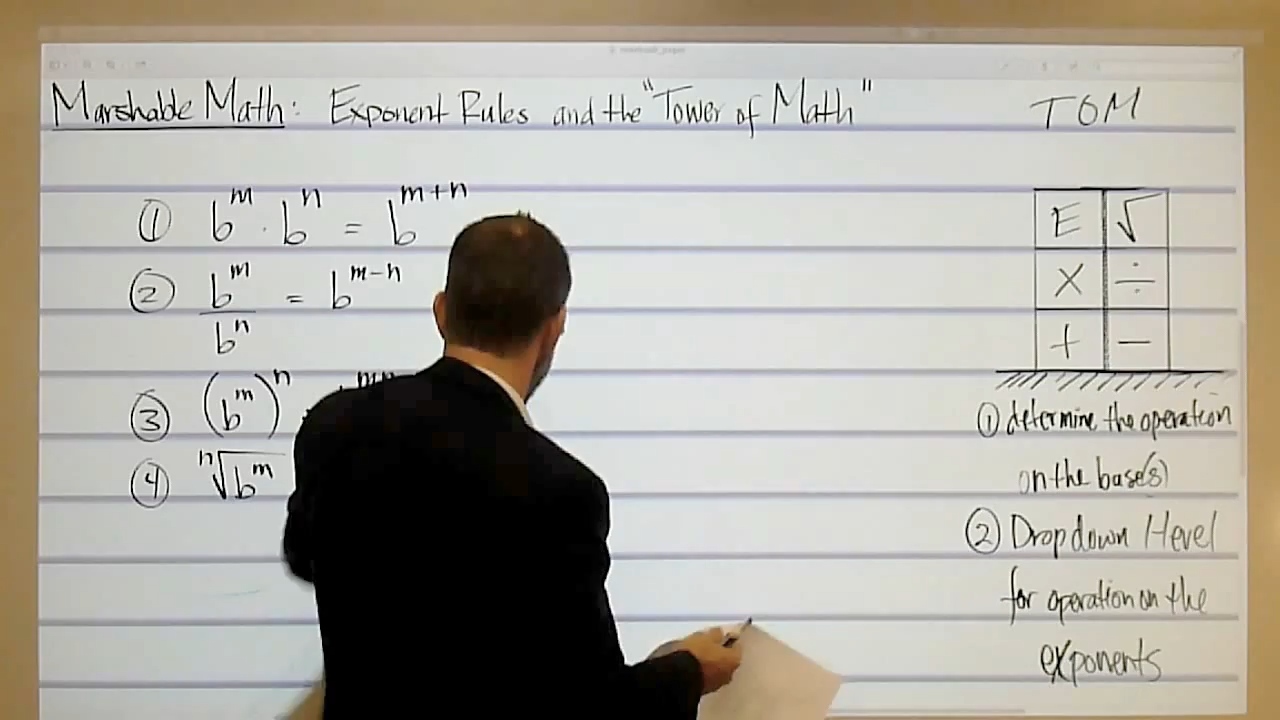 Marshable Math: Exponent Rules and the "Tower of Math"
TOM
① b^m · b^n = b^(m+n)
② b^m / b^n = b^(m-n)
③ (b^m)^n
④ ⁿ√(b^m)
E √
× ÷
+ −
① determine the operation
on the base(s)
② Drop down 1 level
for operation on the
exponents